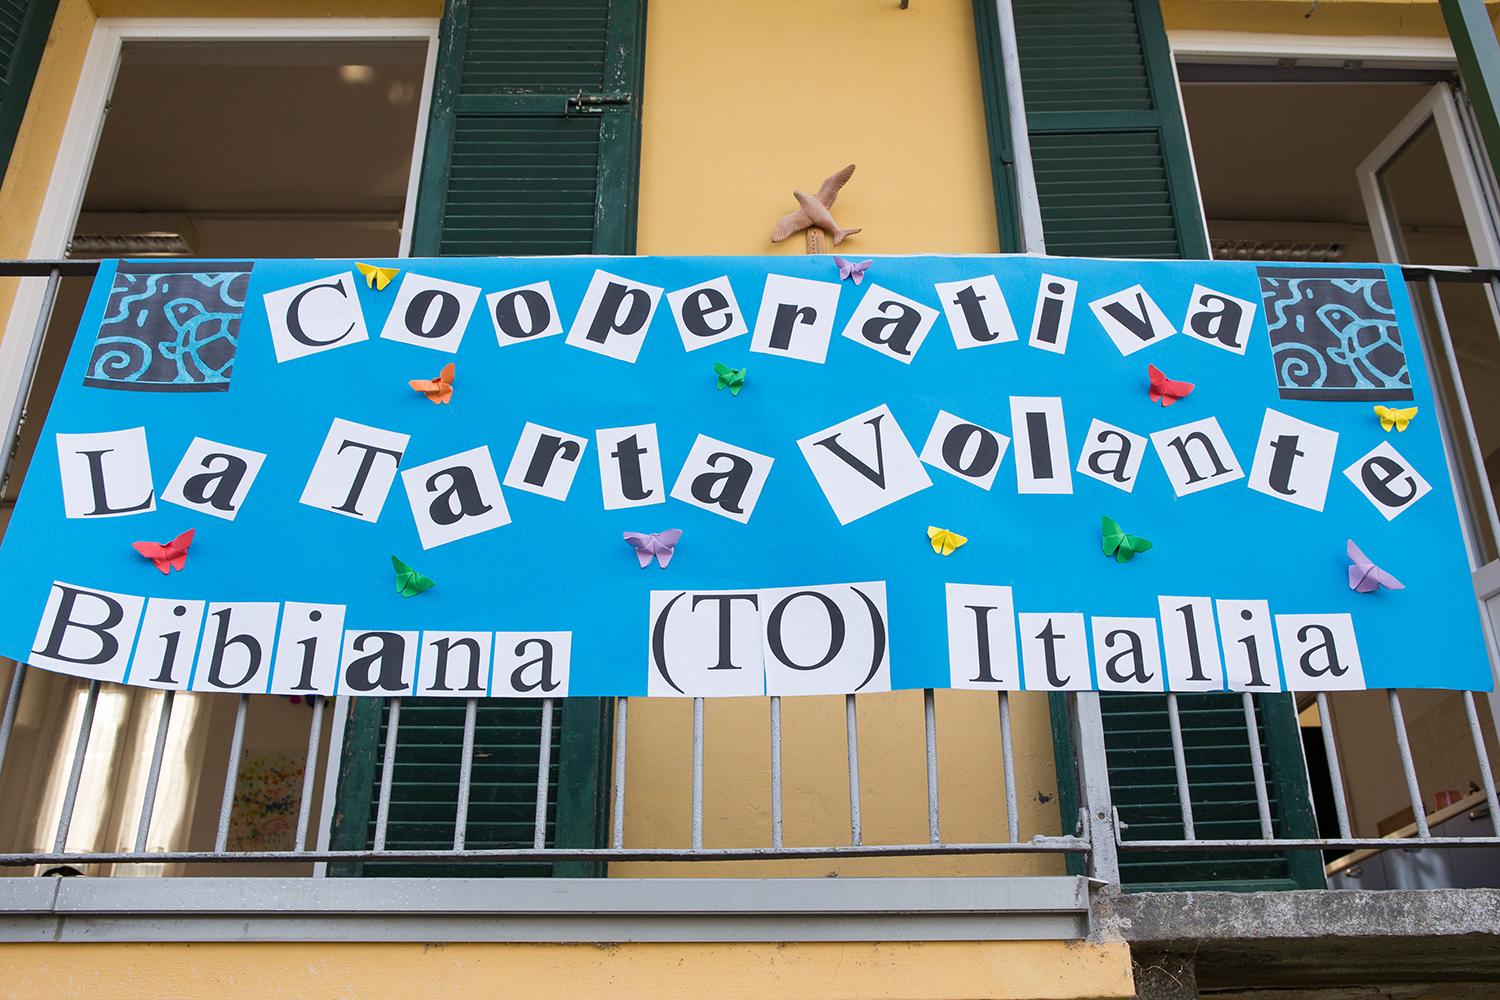 Cooperativa
La Tarta Volante
Bibiana (TO) Italia